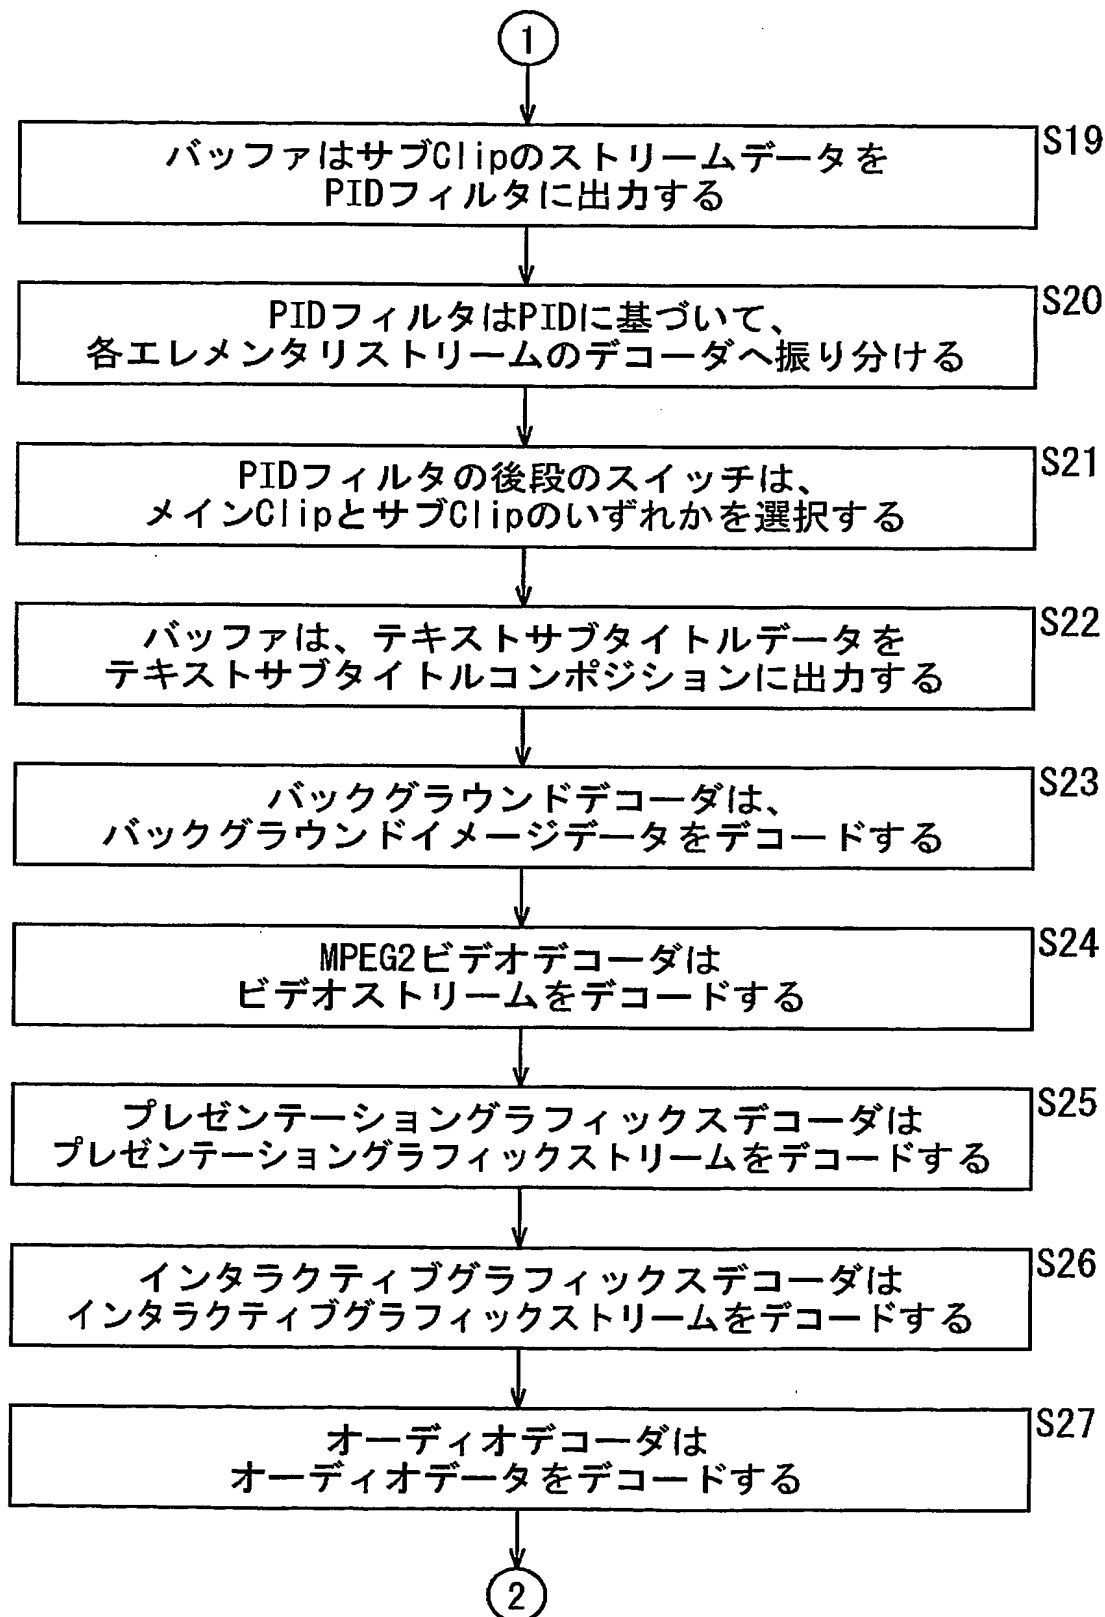 1
S19
バッファはサブClipのストリームデータを
PIDフィルタに出力する
S20
PIDフィルタはPIDに基づいて、
各エレメンタリストリームのデコーダへ振り分ける
S21
PIDフィルタの後段のスイッチは、
メインClipとサブClipのいずれかを選択する
S22
バッファは、テキストサブタイトルデータを
テキストサブタイトルコンポジションに出力する
S23
バックグラウンドデコーダは、
バックグラウンドイメージデータをデコードする
S24
MPEG2ビデオデコーダは
ビデオストリームをデコードする
S25
プレゼンテーショングラフィックスデコーダは
プレゼンテーショングラフィックストリームをデコードする
S26
インタラクティブグラフィックスデコーダは
インタラクティブグラフィックストリームをデコードする
S27
オーディオデコーダは
オーディオデータをデコードする
2